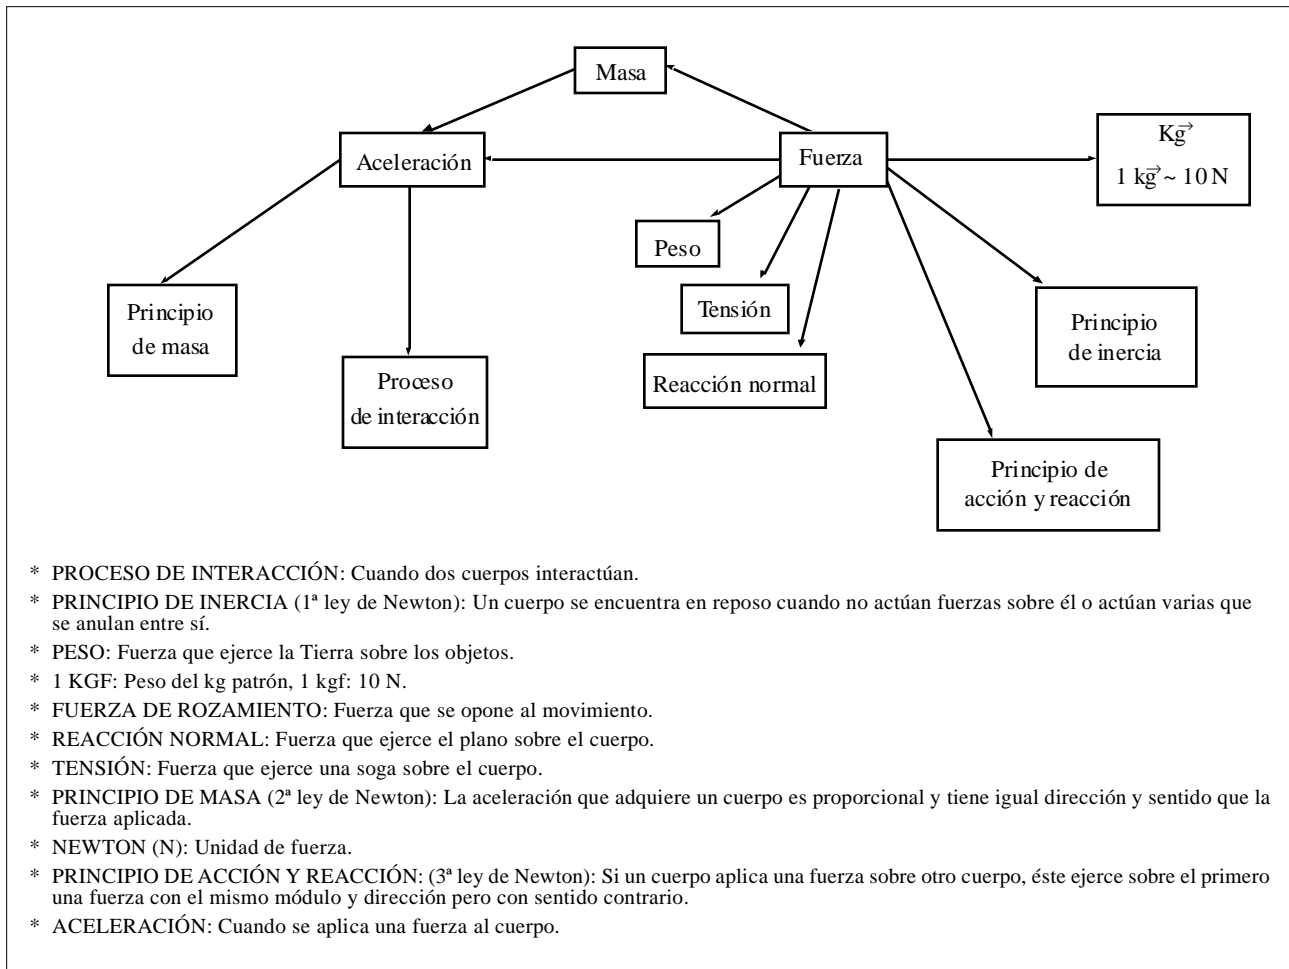 Masa
Aceleración
Fuerza
Kg⃗
1 kg⃗ ~ 10 N
Peso
Tensión
Reacción normal
Principio
de masa
Proceso
de interacción
Principio
de inercia
Principio de
acción y reacción
* PROCESO DE INTERACCIÓN: Cuando dos cuerpos interactúan.
* PRINCIPIO DE INERCIA (1ª ley de Newton): Un cuerpo se encuentra en reposo cuando no actúan fuerzas sobre él o actúan varias que
se anulan entre sí.
* PESO: Fuerza que ejerce la Tierra sobre los objetos.
* 1 KGF: Peso del kg patrón, 1 kgf: 10 N.
* FUERZA DE ROZAMIENTO: Fuerza que se opone al movimiento.
* REACCIÓN NORMAL: Fuerza que ejerce el plano sobre el cuerpo.
* TENSIÓN: Fuerza que ejerce una soga sobre el cuerpo.
* PRINCIPIO DE MASA (2ª ley de Newton): La aceleración que adquiere un cuerpo es proporcional y tiene igual dirección y sentido que la
fuerza aplicada.
* NEWTON (N): Unidad de fuerza.
* PRINCIPIO DE ACCIÓN Y REACCIÓN: (3ª ley de Newton): Si un cuerpo aplica una fuerza sobre otro cuerpo, éste ejerce sobre el primero
una fuerza con el mismo módulo y dirección pero con sentido contrario.
* ACELERACIÓN: Cuando se aplica una fuerza al cuerpo.